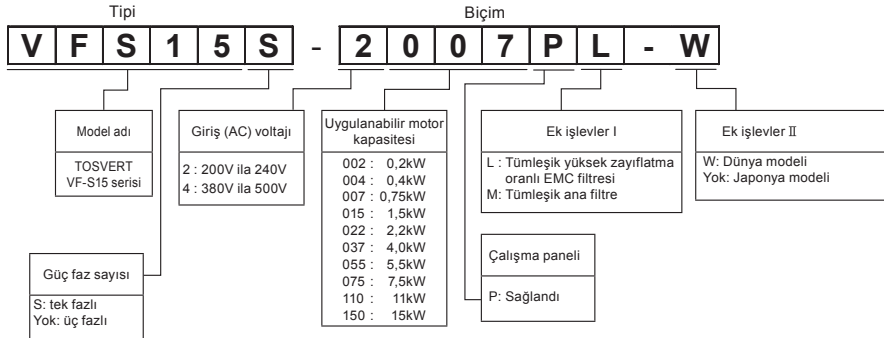 Tipi
Biçim
V F S 1 5 S - 2 0 0 7 P L - W
Model adı
TOSVERT
VF-S15 serisi
Giriş (AC) voltajı
2 : 200V ila 240V
4 : 380V ila 500V
Uygulanabilir motor
kapasitesi
002 : 0,2kW
004 : 0,4kW
007 : 0,75kW
015 : 1,5kW
022 : 2,2kW
037 : 4,0kW
055 : 5,5kW
075 : 7,5kW
110 : 11kW
150 : 15kW
Ek işlevler I
L : Tümleşik yüksek zayıflatma
oranlı EMC filtresi
M: Tümleşik ana filtre
Ek işlevler II
W: Dünya modeli
Yok: Japonya modeli
Güç faz sayısı
S: tek fazlı
Yok: üç fazlı
Çalışma paneli
P: Sağlandı